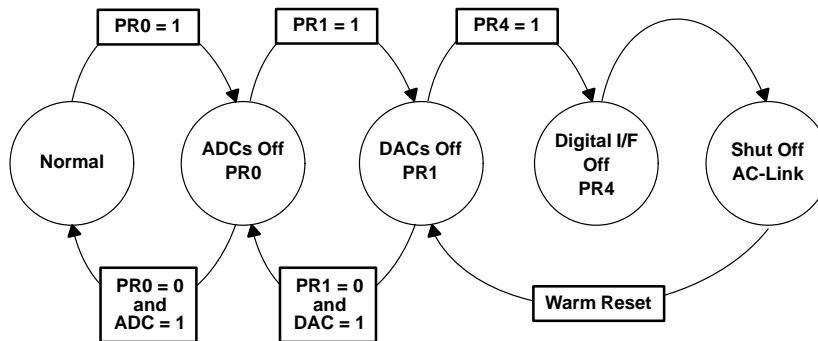 PR0 = 1
PR1 = 1
PR4 = 1
Normal
ADCs Off
PR0
DACs Off
PR1
Digital I/F
Off
PR4
Shut Off
AC-Link
PR0 = 0
and
ADC = 1
PR1 = 0
and
DAC = 1
Warm Reset